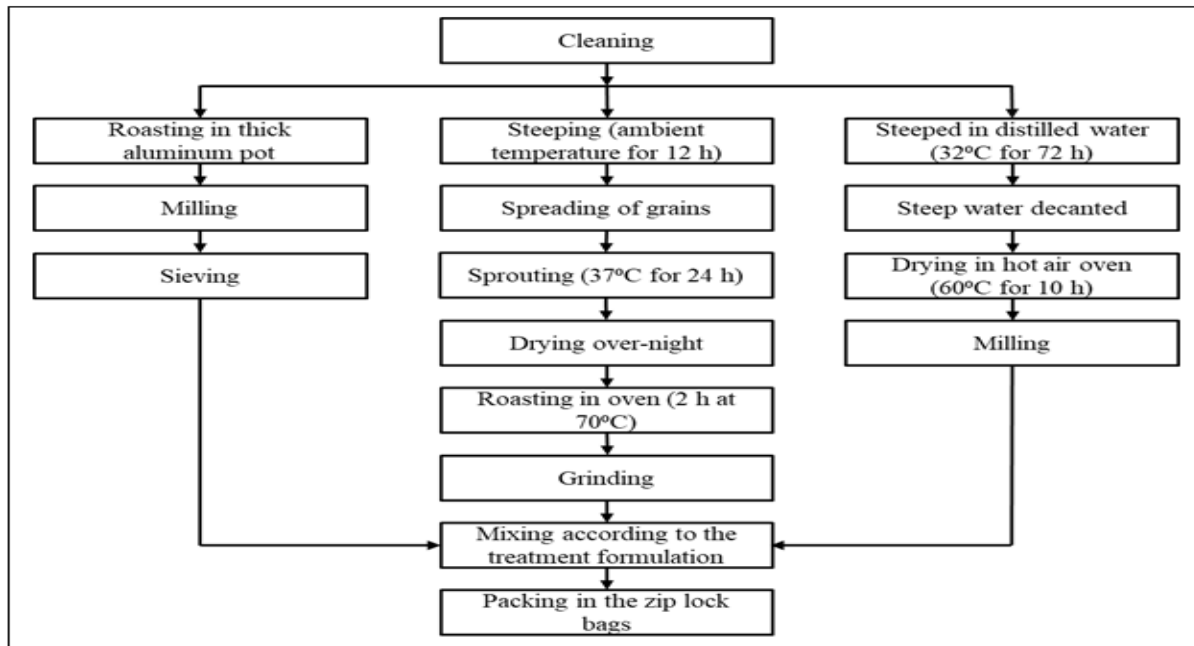 Cleaning
Roasting in thick
aluminum pot
Milling
Sieving
Steeping (ambient
temperature for 12 h)
Spreading of grains
Sprouting (37ºC for 24 h)
Drying over-night
Roasting in oven (2 h at
70ºC)
Grinding
Steeped in distilled water
(32ºC for 72 h)
Steep water decanted
Drying in hot air oven
(60ºC for 10 h)
Milling
Mixing according to the
treatment formulation
Packing in the zip lock
bags